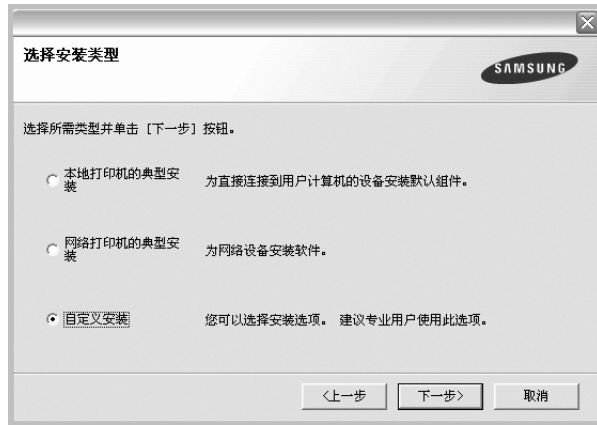 选择安装类型
SAMSUNG
选择所需类型并单击 [下一步] 按钮。
本地打印机的典型安
装
为直接连接到用户计算机的设备安装默认组件。
网络打印机的典型安
装
为网络设备安装软件。
自定义安装
您可以选择安装选项。 建议专业用户使用此选项。
<上一步
下一步>
取消